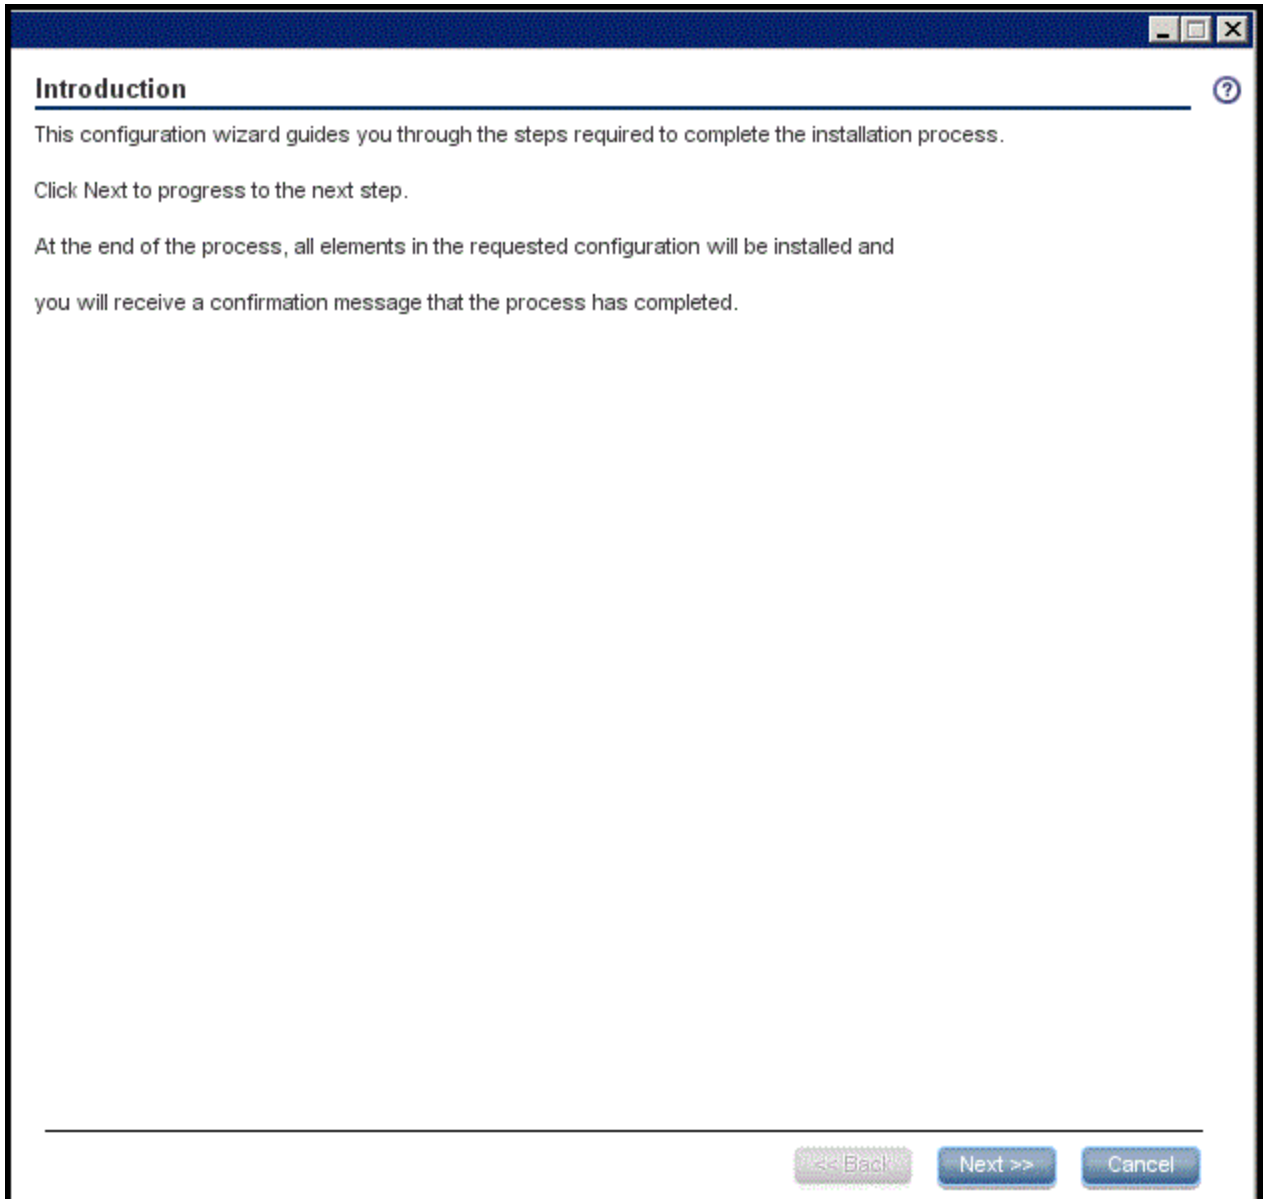 Introduction
This configuration wizard guides you through the steps required to complete the installation process.
Click Next to progress to the next step.
At the end of the process, all elements in the requested configuration will be installed and
you will receive a confirmation message that the process has completed.
<< Back
Next >>
Cancel